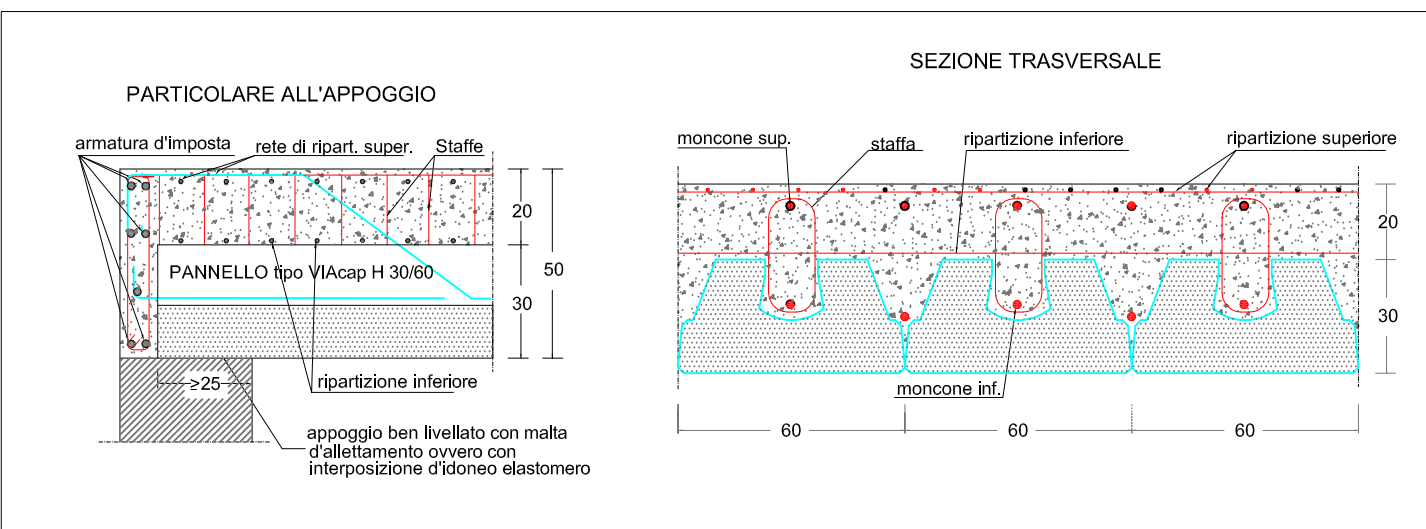 SEZIONE TRASVERSALE
PARTICOLARE ALL'APPOGGIO
armatura d'imposta
rete di ripart. super.
Staffe
moncone sup.
staffa
ripartizione inferiore
ripartizione superiore
20
50
30
PANNELLO tipo VIAcap H 30/60
≥25
ripartizione inferiore
appoggio ben livellato con malta
d'allettamento ovvero con
interposizione d'idoneo elastomero
20
30
moncone inf.
60
60
60